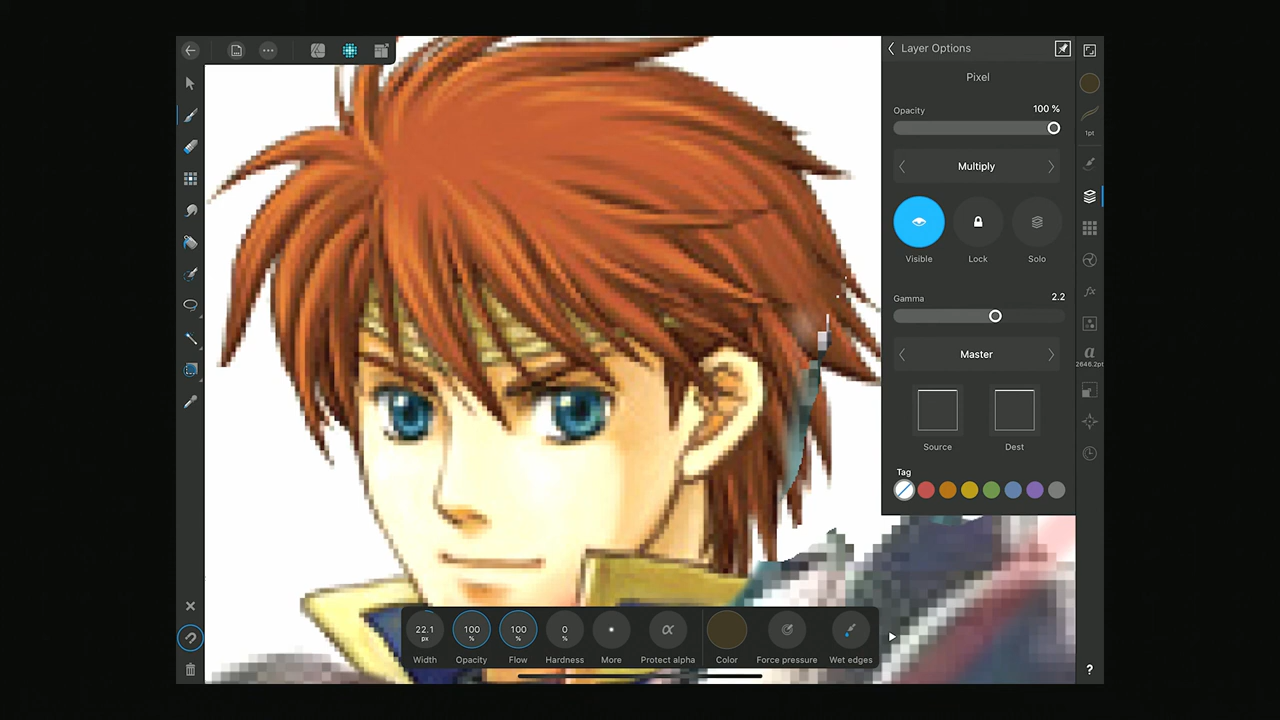 Layer Options
Pixel
Opacity
100 %
Multiply
Visible
Lock
Solo
Gamma
2.2
Master
Source
Dest
Tag
1pt
a
2646.2pt
fx
?
22.1
px
100
%
100
%
0
%
α
Width
Opacity
Flow
Hardness
More
Protect alpha
Color
Force pressure
Wet edges